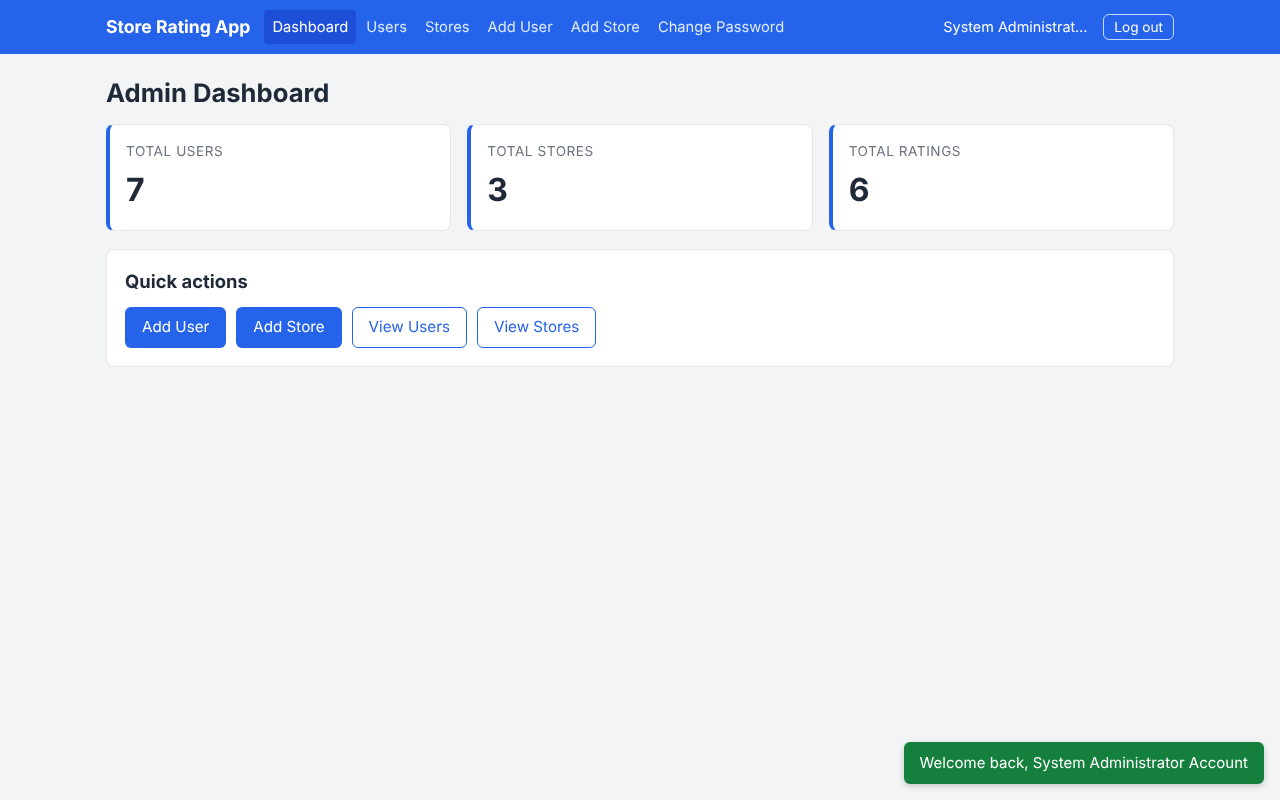 Store Rating App Dashboard Users Stores Add User Add Store Change Password System Administrat... Log out
Admin Dashboard
TOTAL USERS TOTAL STORES TOTAL RATINGS
7 3 6
Quick actions
Add User Add Store View Users View Stores
Welcome back, System Administrator Account